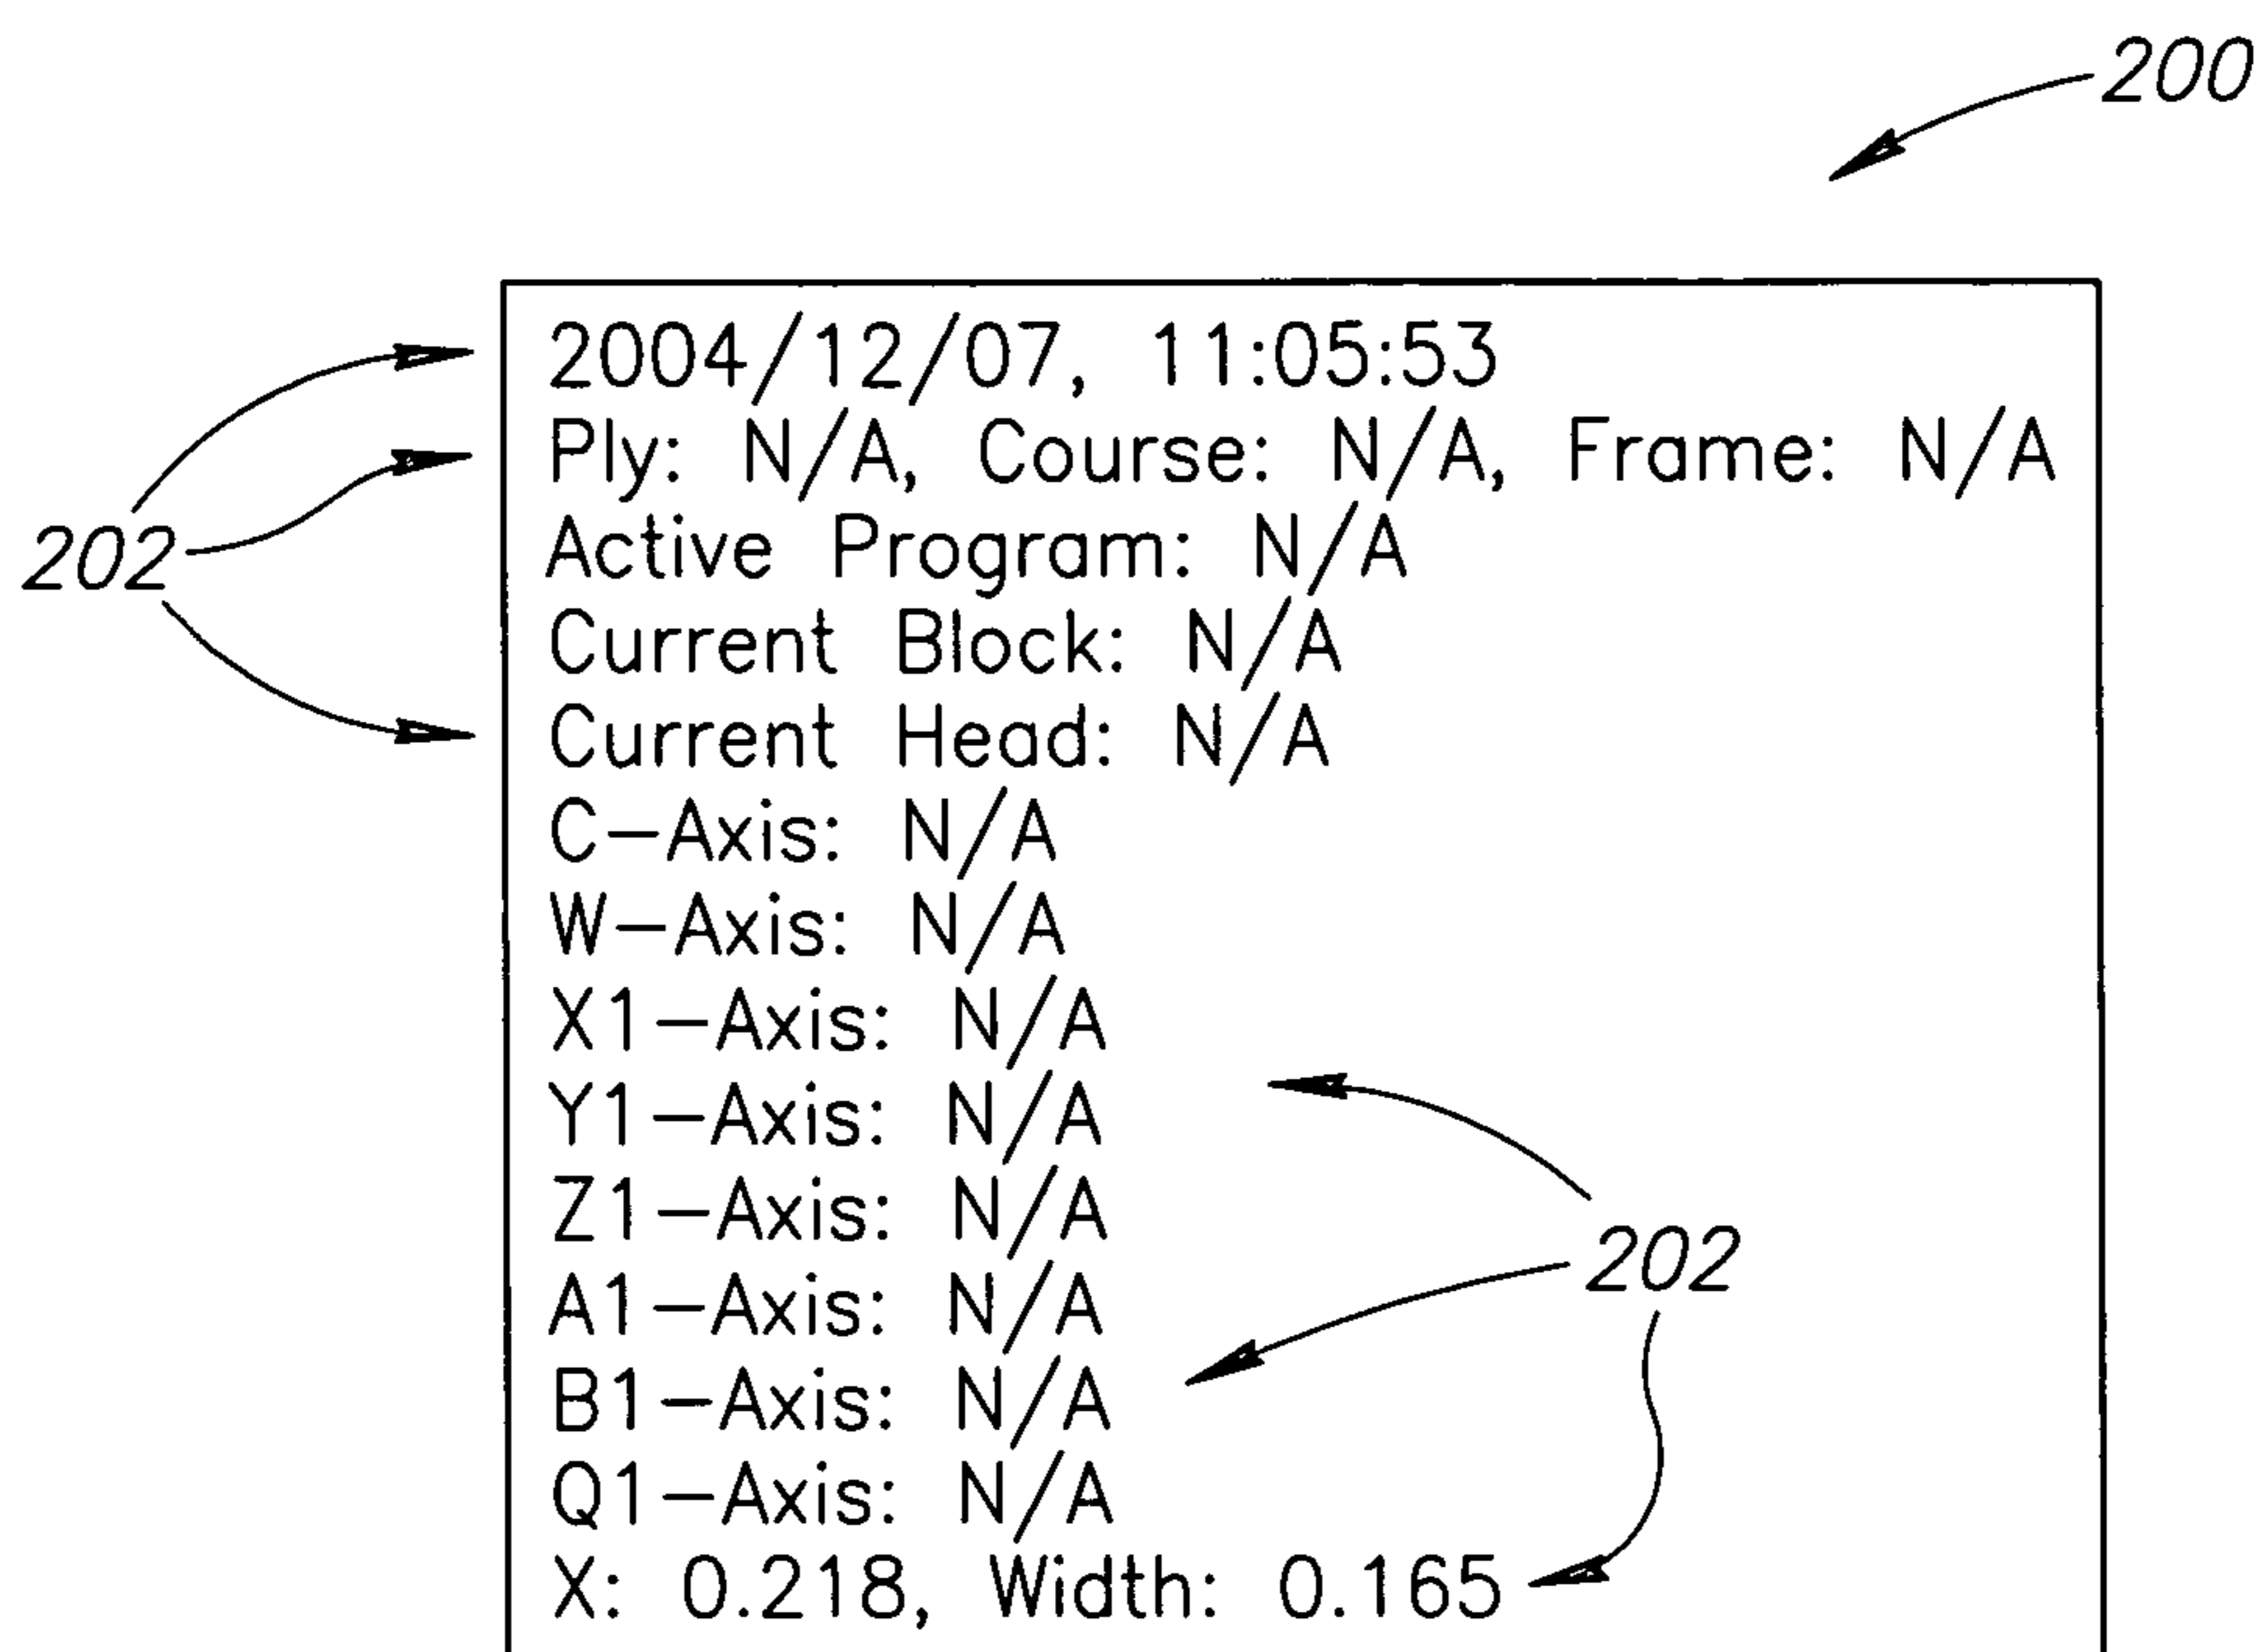 200
2004/12/07, 11:05:53
Ply: N/A, Course: N/A, Frame: N/A
Active Program: N/A
202
Current Block: N/A
Current Head: N/A
C-Axis: N/A
W-Axis: N/A
X1-Axis: N/A
Y1-Axis: N/A
Z1-Axis: N/A
202
A1-Axis: N/A
B1-Axis: N/A
Q1-Axis: N/A
X: 0.218, Width: 0.165